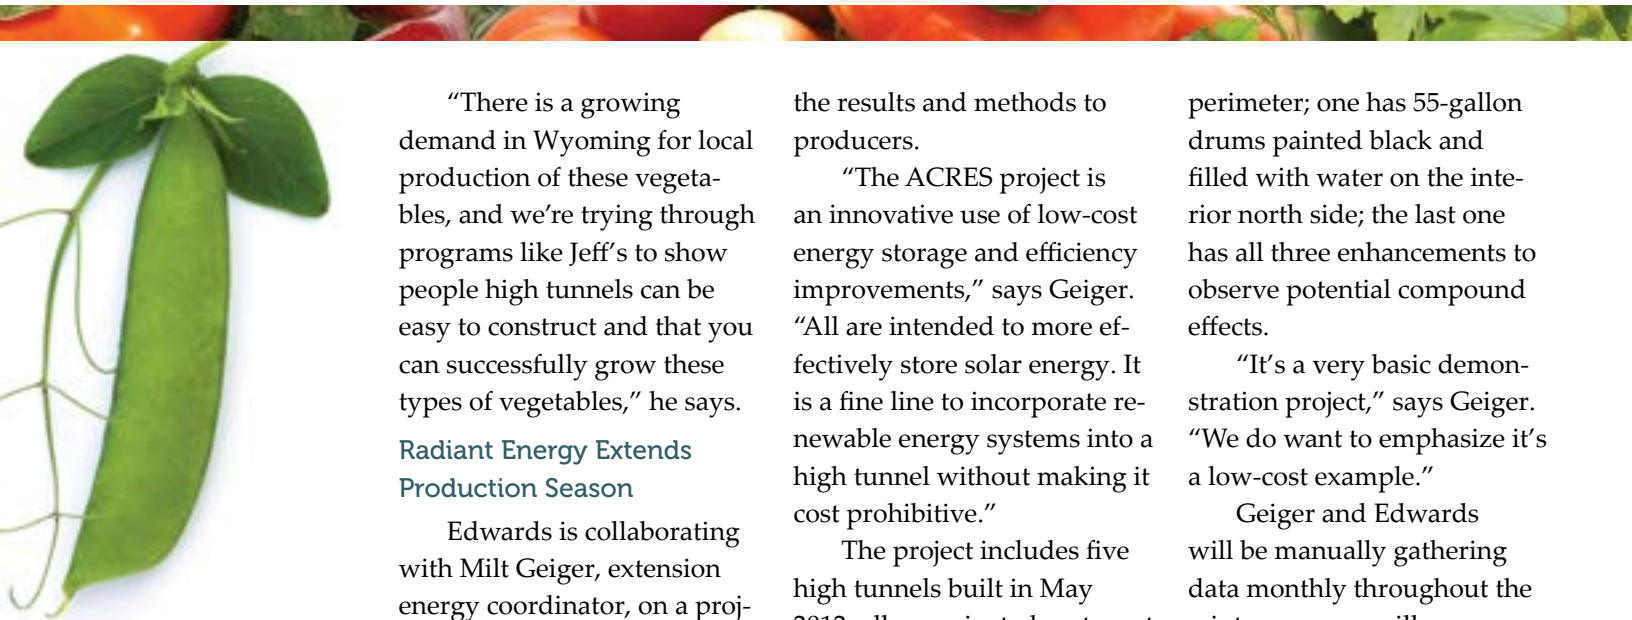 “There is a growing
demand in Wyoming for local
production of these vegeta-
bles, and we’re trying through
programs like Jeff’s to show
people high tunnels can be
easy to construct and that you
can successfully grow these
types of vegetables,” he says.
Radiant Energy Extends
Production Season
Edwards is collaborating
with Milt Geiger, extension
energy coordinator, on a proj-
the results and methods to
producers.
“The ACRES project is
an innovative use of low-cost
energy storage and efficiency
improvements,” says Geiger.
“All are intended to more ef-
fectively store solar energy. It
is a fine line to incorporate re-
newable energy systems into a
high tunnel without making it
cost prohibitive.”
The project includes five
high tunnels built in May
perimeter; one has 55-gallon
drums painted black and
filled with water on the inte-
rior north side; the last one
has all three enhancements to
observe potential compound
effects.
“It’s a very basic demon-
stration project,” says Geiger.
“We do want to emphasize it’s
a low-cost example.”
Geiger and Edwards
will be manually gathering
data monthly throughout the